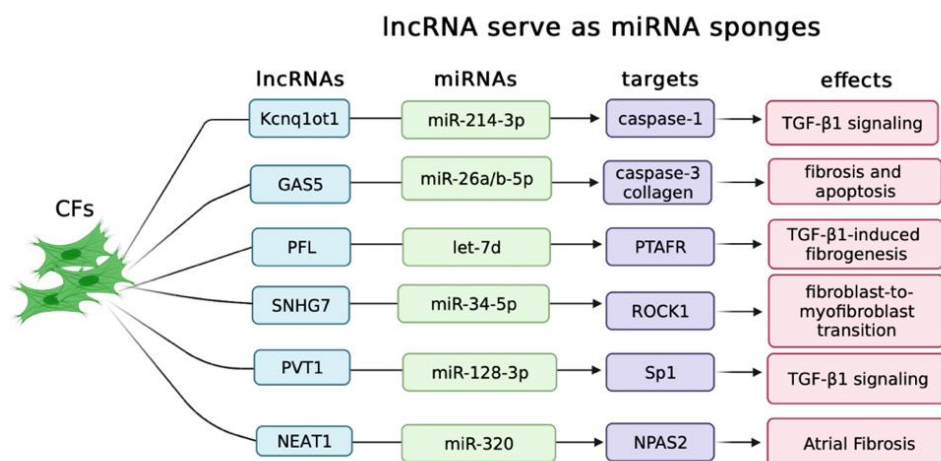 lncRNA serve as miRNA sponges
lncRNAs miRNAs targets effects
CFs
Kcnq1ot1 miR-214-3p caspase-1 TGF-β1 signaling
GAS5 miR-26a/b-5p caspase-3
collagen
fibrosis and
apoptosis
PFL let-7d PTAFR TGF-β1-induced
fibrogenesis
SNHG7 miR-34-5p ROCK1 fibroblast-to-
myofibroblast
transition
PVT1 miR-128-3p Sp1 TGF-β1 signaling
NEAT1 miR-320 NPAS2 Atrial Fibrosis